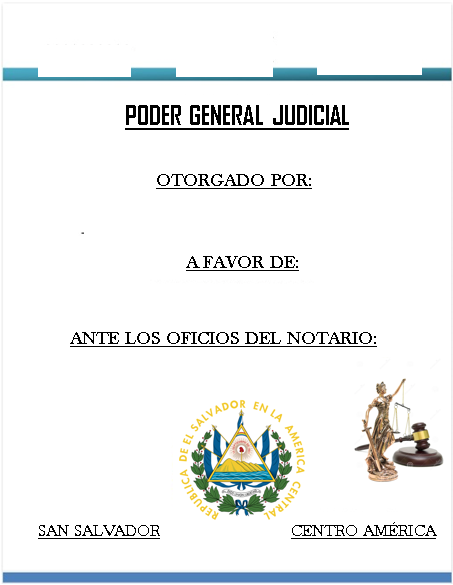 PODER GENERAL JUDICIAL
OTORGADO POR:
A FAVOR DE:
ANTE LOS OFICIOS DEL NOTARIO:
REPUBLICA DE EL SALVADOR EN LA AMERICA CENTRAL
SAN SALVADOR
CENTRO AMÉRICA